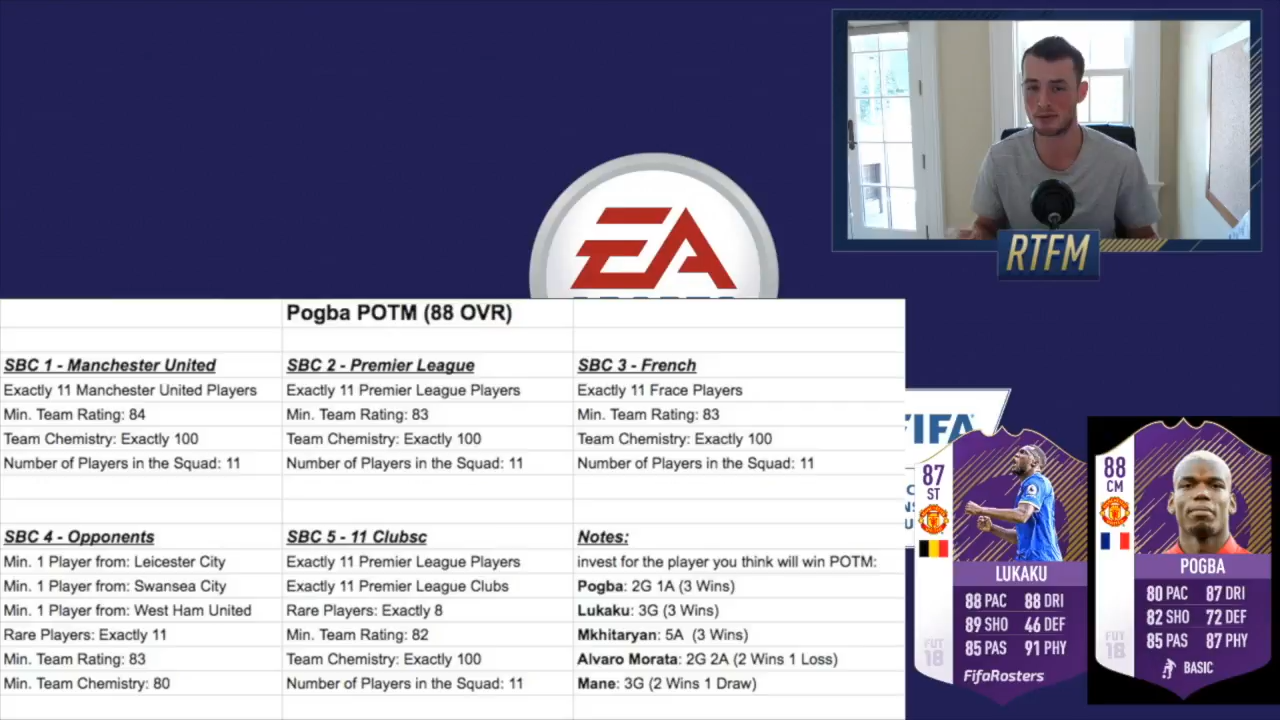 RTFM
EA
Pogba POTM (88 OVR)
SBC 1 - Manchester United
Exactly 11 Manchester United Players
Min. Team Rating: 84
Team Chemistry: Exactly 100
Number of Players in the Squad: 11
SBC 2 - Premier League
Exactly 11 Premier League Players
Min. Team Rating: 83
Team Chemistry: Exactly 100
Number of Players in the Squad: 11
SBC 3 - French
Exactly 11 Frace Players
Min. Team Rating: 83
Team Chemistry: Exactly 100
Number of Players in the Squad: 11
SBC 4 - Opponents
Min. 1 Player from: Leicester City
Min. 1 Player from: Swansea City
Min. 1 Player from: West Ham United
Rare Players: Exactly 11
Min. Team Rating: 83
Min. Team Chemistry: 80
SBC 5 - 11 Clubsc
Exactly 11 Premier League Players
Exactly 11 Premier League Clubs
Rare Players: Exactly 8
Min. Team Rating: 82
Team Chemistry: Exactly 100
Number of Players in the Squad: 11
Notes:
invest for the player you think will win POTM:
Pogba: 2G 1A (3 Wins)
Lukaku: 3G (3 Wins)
Mkhitaryan: 5A (3 Wins)
Alvaro Morata: 2G 2A (2 Wins 1 Loss)
Mane: 3G (2 Wins 1 Draw)
FIFA
87
ST
LUKAKU
88 PAC 88 DRI
89 SHO 46 DEF
85 PAS 91 PHY
FUT 18
FifaRosters
88
CM
POGBA
80 PAC 87 DRI
82 SHO 72 DEF
85 PAS 87 PHY
FUT 18
BASIC